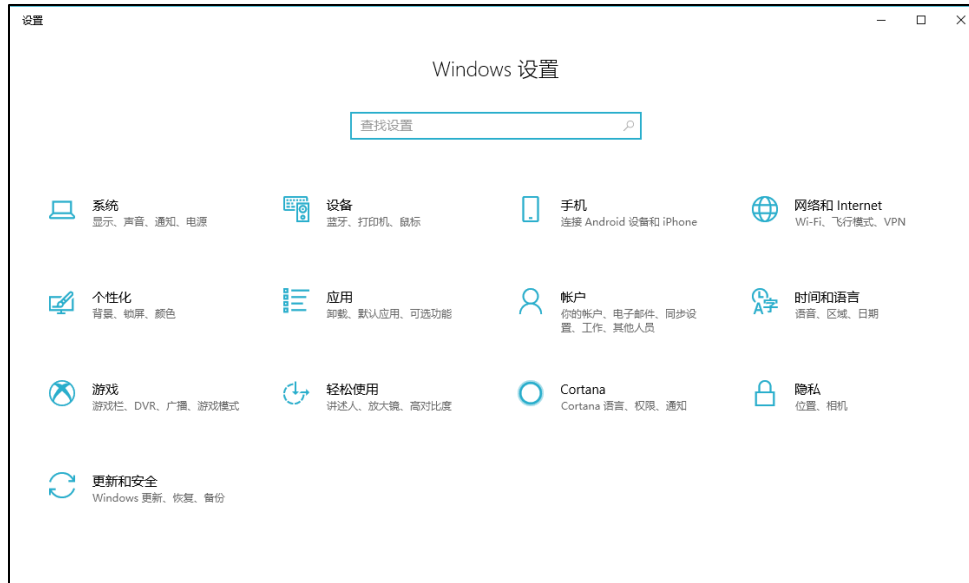 设置
Windows 设置
查找设置
系统
显示、声音、通知、电源
设备
蓝牙、打印机、鼠标
手机
连接 Android 设备和 iPhone
网络和 Internet
Wi-Fi、飞行模式、VPN
个性化
背景、锁屏、颜色
应用
卸载、默认应用、可选功能
帐户
你的帐户、电子邮件、同步设
置、工作、其他人员
时间和语言
语音、区域、日期
游戏
游戏栏、DVR、广播、游戏模式
轻松使用
讲述人、放大镜、高对比度
Cortana
Cortana 语言、权限、通知
隐私
位置、相机
更新和安全
Windows 更新、恢复、备份